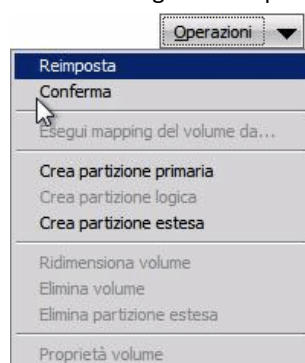 Operazioni
Reimposta
Conferma
Esegui mapping del volume da...
Crea partizione primaria
Crea partizione logica
Crea partizione estesa
Ridimensiona volume
Elimina volume
Elimina partizione estesa
Proprietà volume